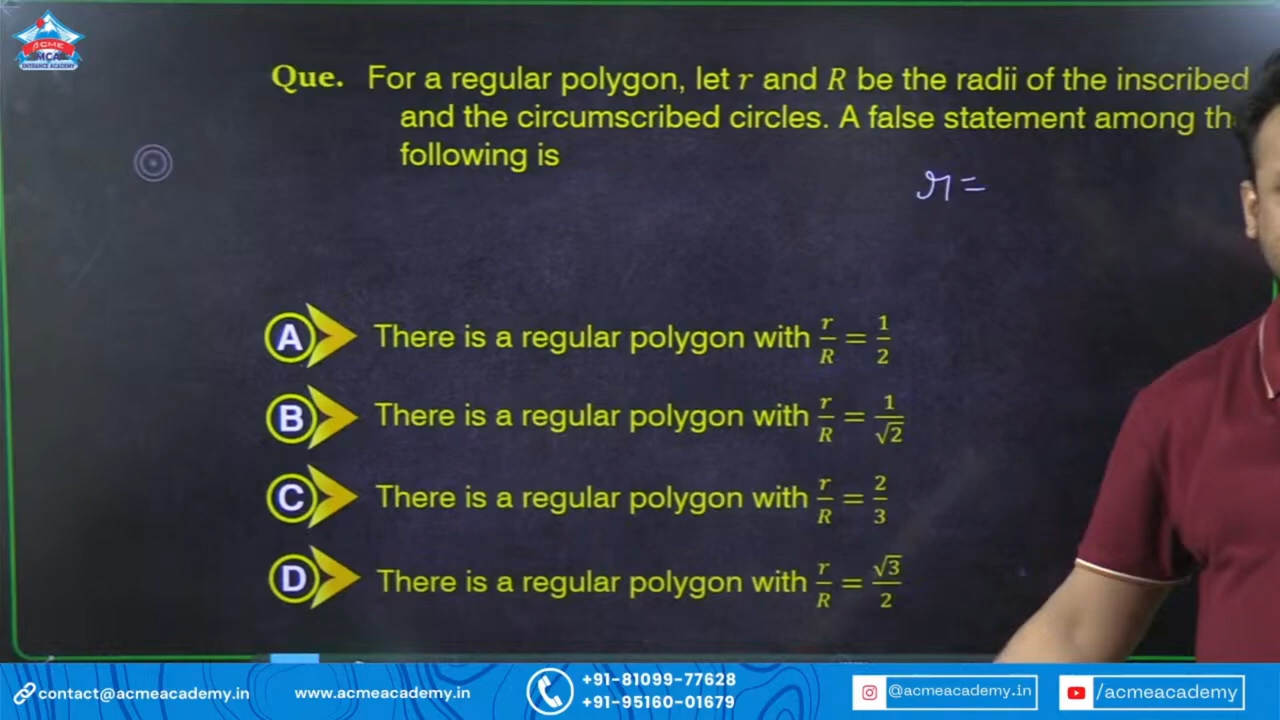 ACME
MCA
ENTRANCE ACADEMY
Que. For a regular polygon, let r and R be the radii of the inscribed
and the circumscribed circles. A false statement among th
following is
r =
A There is a regular polygon with r/R = 1/2
B There is a regular polygon with r/R = 1/√2
C There is a regular polygon with r/R = 2/3
D There is a regular polygon with r/R = √3/2
contact@acmeacademy.in
www.acmeacademy.in
+91-81099-77628
+91-95160-01679
@acmeacademy.in
/acmeacademy